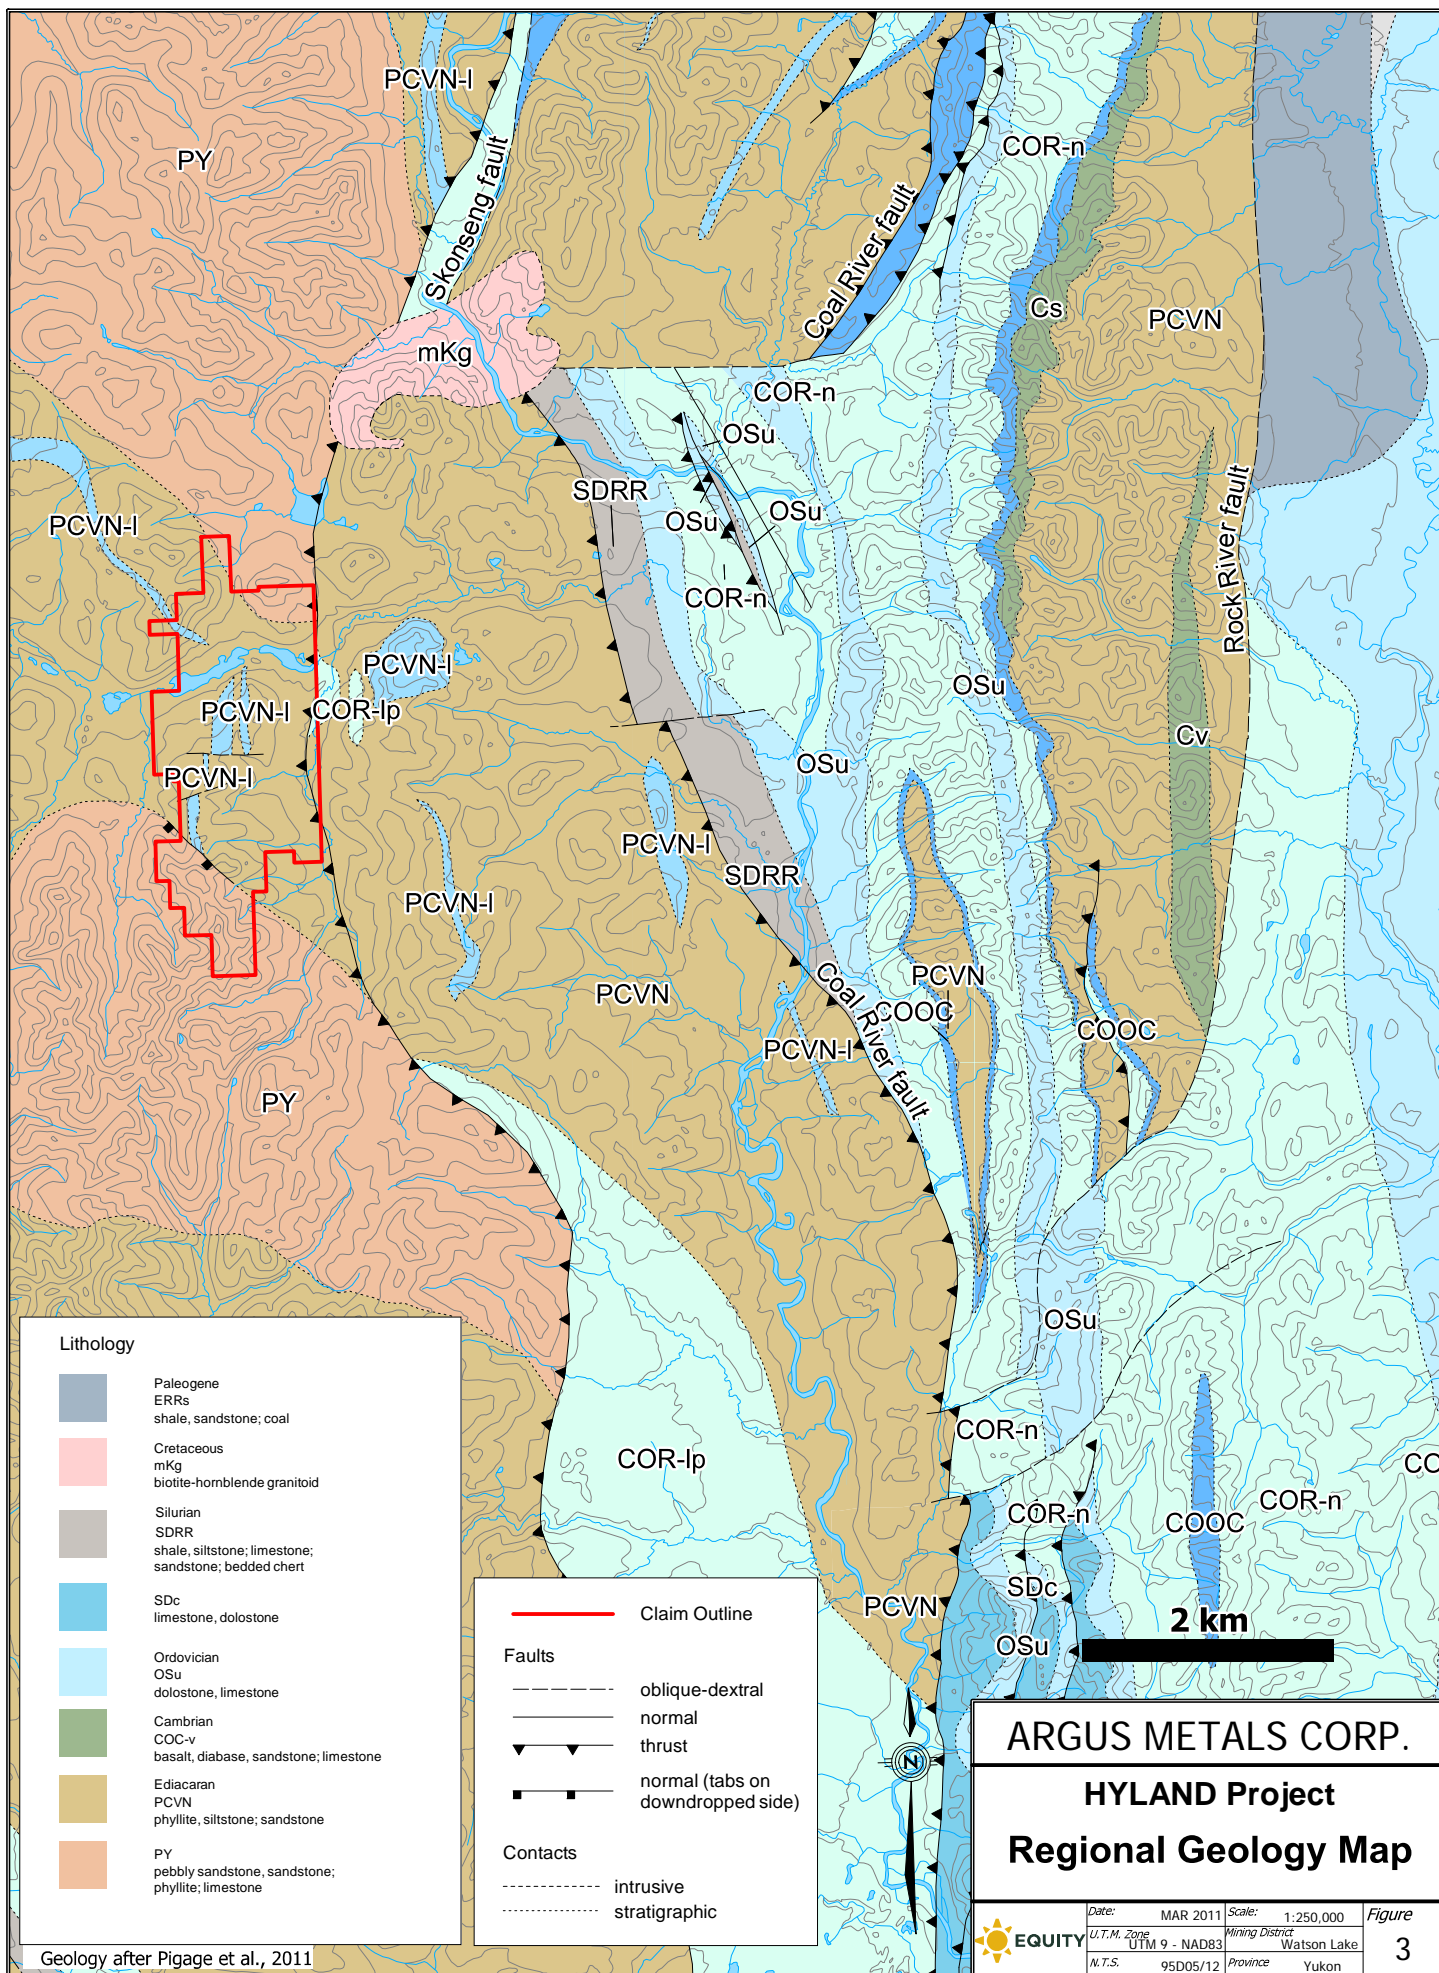 PCVN-l
PY
COR-n
Skonseng fault
Coal River fault
Cs
PCVN
mKg
COR-n
OSu
SDRR
OSu
OSu
PCVN-l
COR-n
Rock River fault
PCVN-l
OSu
PCVN-l
COR-lp
Cv
OSu
PCVN-l
PCVN-l
SDRR
PCVN-l
PCVN
PCVN
Coal River fault
COOC
COOC
PCVN-l
PY
OSu
COR-n
COR-lp
CO
COR-n
COR-n
COOC
SDc
PCVN
OSu
2 km
Lithology
Paleogene
ERRs
shale, sandstone; coal
Cretaceous
mKg
biotite-hornblende granitoid
Silurian
SDRR
shale, siltstone; limestone;
sandstone; bedded chert
SDc
limestone, dolostone
Ordovician
OSu
dolostone, limestone
Cambrian
COC-v
basalt, diabase, sandstone; limestone
Ediacaran
PCVN
phyllite, siltstone; sandstone
PY
pebbly sandstone, sandstone;
phyllite; limestone
Geology after Pigage et al., 2011
Claim Outline
Faults
oblique-dextral
normal
thrust
normal (tabs on
downdropped side)
Contacts
intrusive
stratigraphic
N
ARGUS METALS CORP.
HYLAND Project
Regional Geology Map
EQUITY
Date: MAR 2011 Scale: 1:250,000
U.T.M. Zone UTM 9 - NAD83 Mining District Watson Lake
N.T.S. 95D05/12 Province Yukon
Figure
3